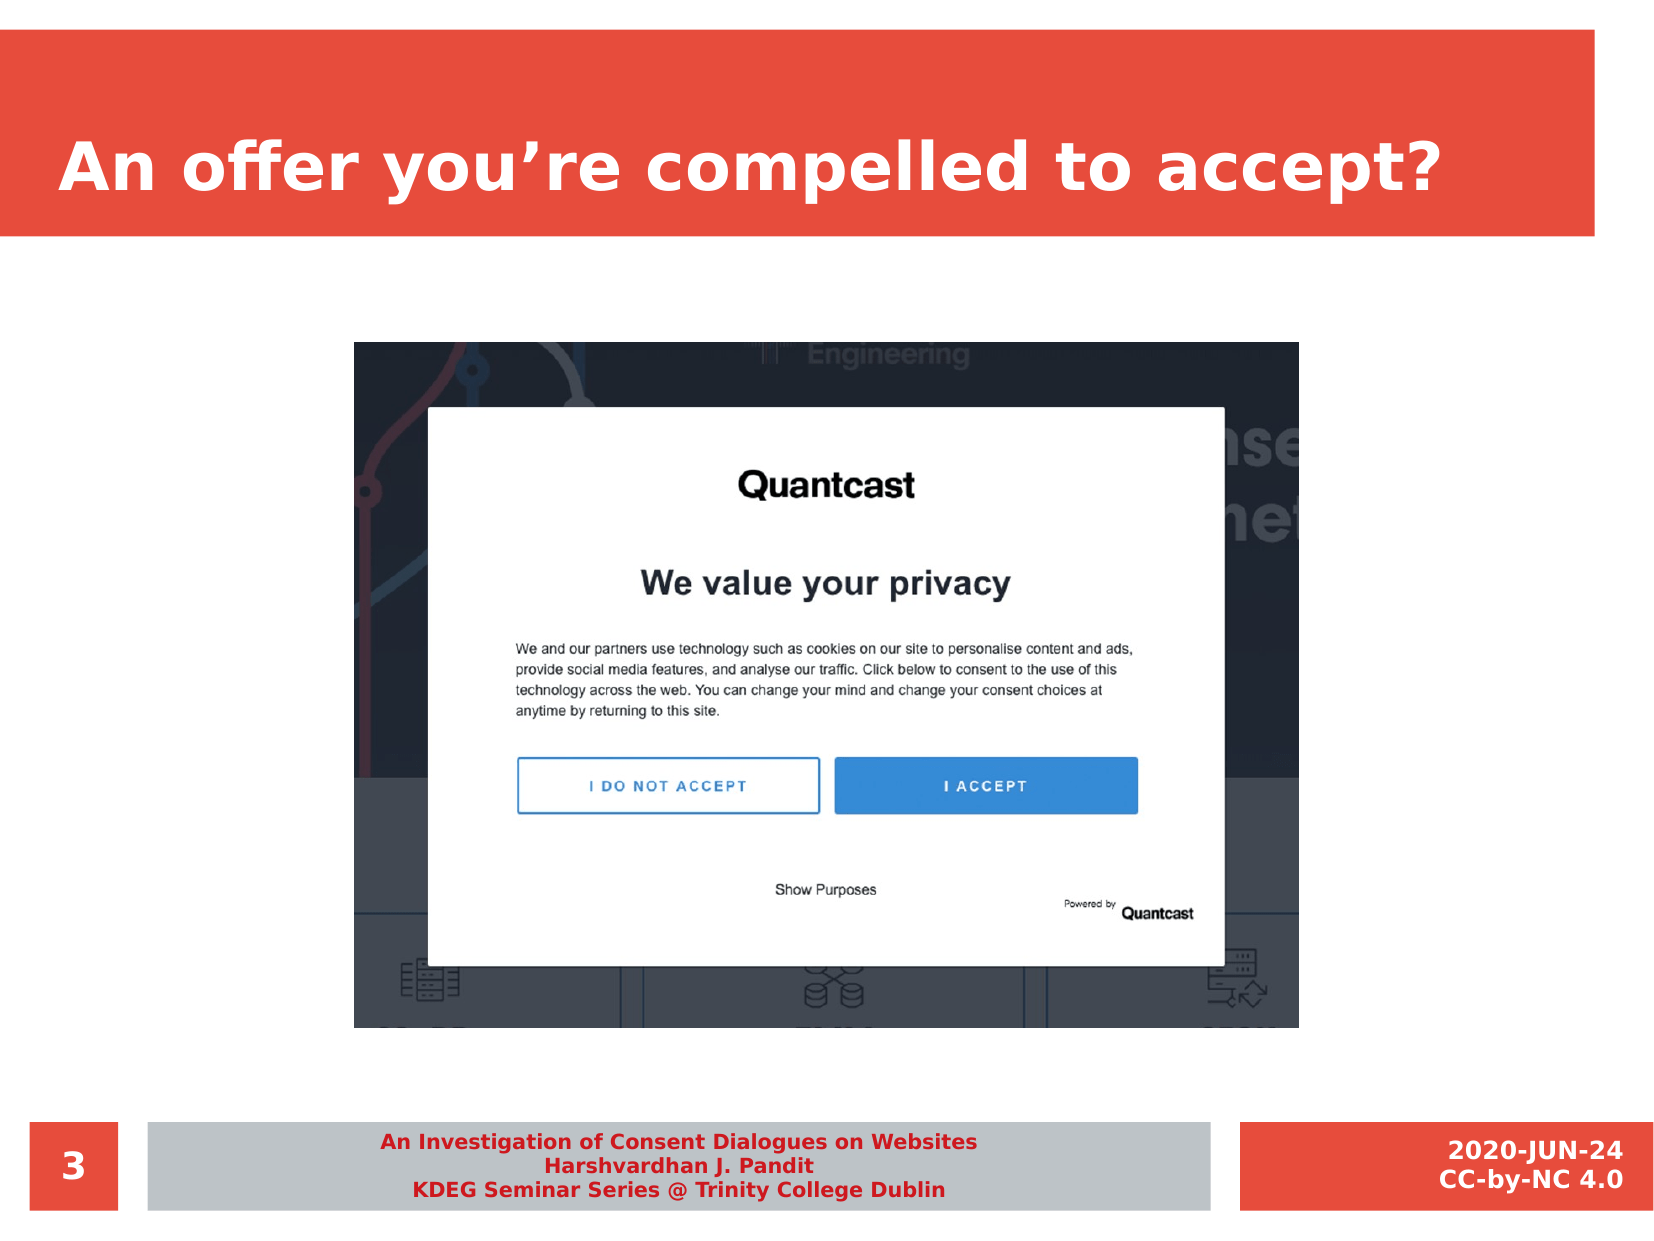 An offer you’re compelled to accept?
Engineering
Quantcast
We value your privacy
We and our partners use technology such as cookies on our site to personalise content and ads,
provide social media features, and analyse our traffic. Click below to consent to the use of this
technology across the web. You can change your mind and change your consent choices at
anytime by returning to this site.
I DO NOT ACCEPT
I ACCEPT
Show Purposes
Powered by Quantcast
3
An Investigation of Consent Dialogues on Websites
Harshvardhan J. Pandit
KDEG Seminar Series @ Trinity College Dublin
2020-JUN-24
CC-by-NC 4.0